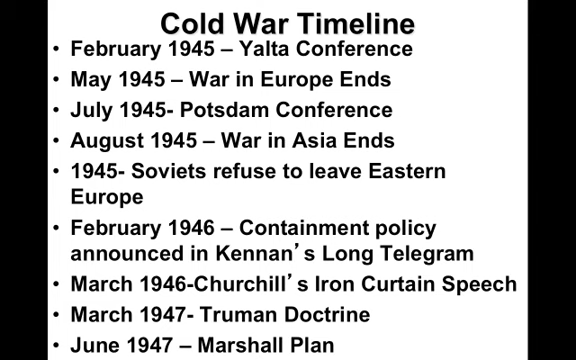 Cold War Timeline
• February 1945 – Yalta Conference
• May 1945 – War in Europe Ends
• July 1945- Potsdam Conference
• August 1945 – War in Asia Ends
• 1945- Soviets refuse to leave Eastern
Europe
• February 1946 – Containment policy
announced in Kennan’s Long Telegram
• March 1946-Churchill’s Iron Curtain Speech
• March 1947- Truman Doctrine
• June 1947 – Marshall Plan